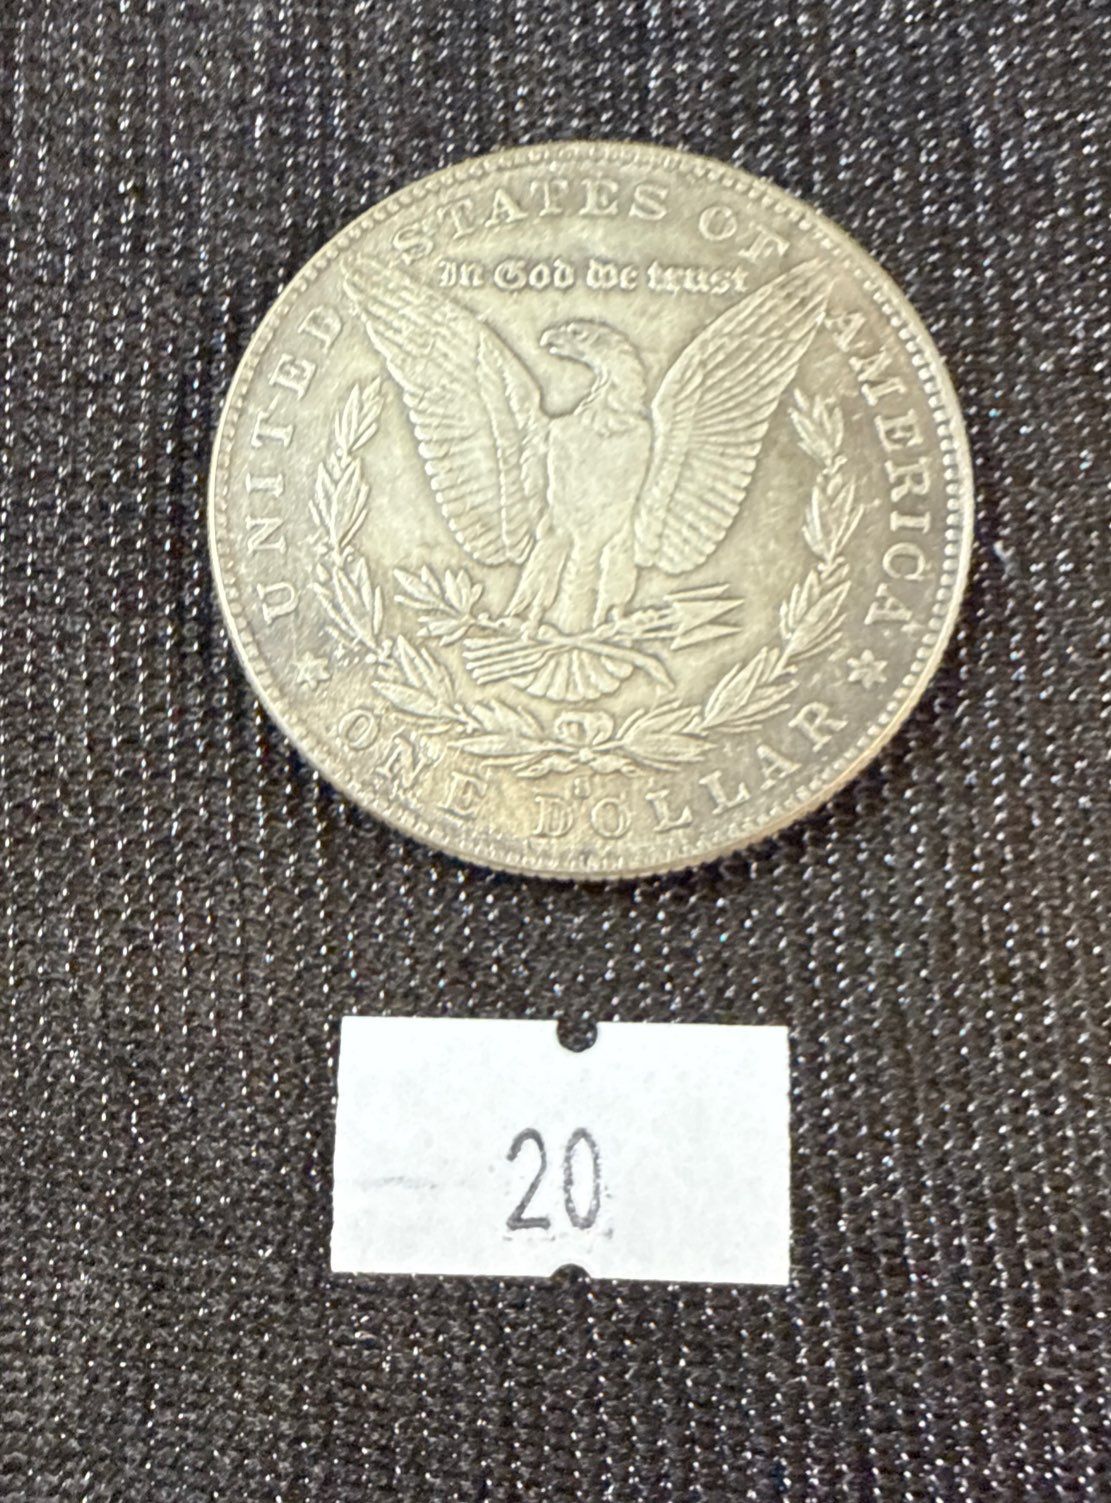 UNITED STATES OF AMERICA
In God we trust
ONE DOLLAR
20